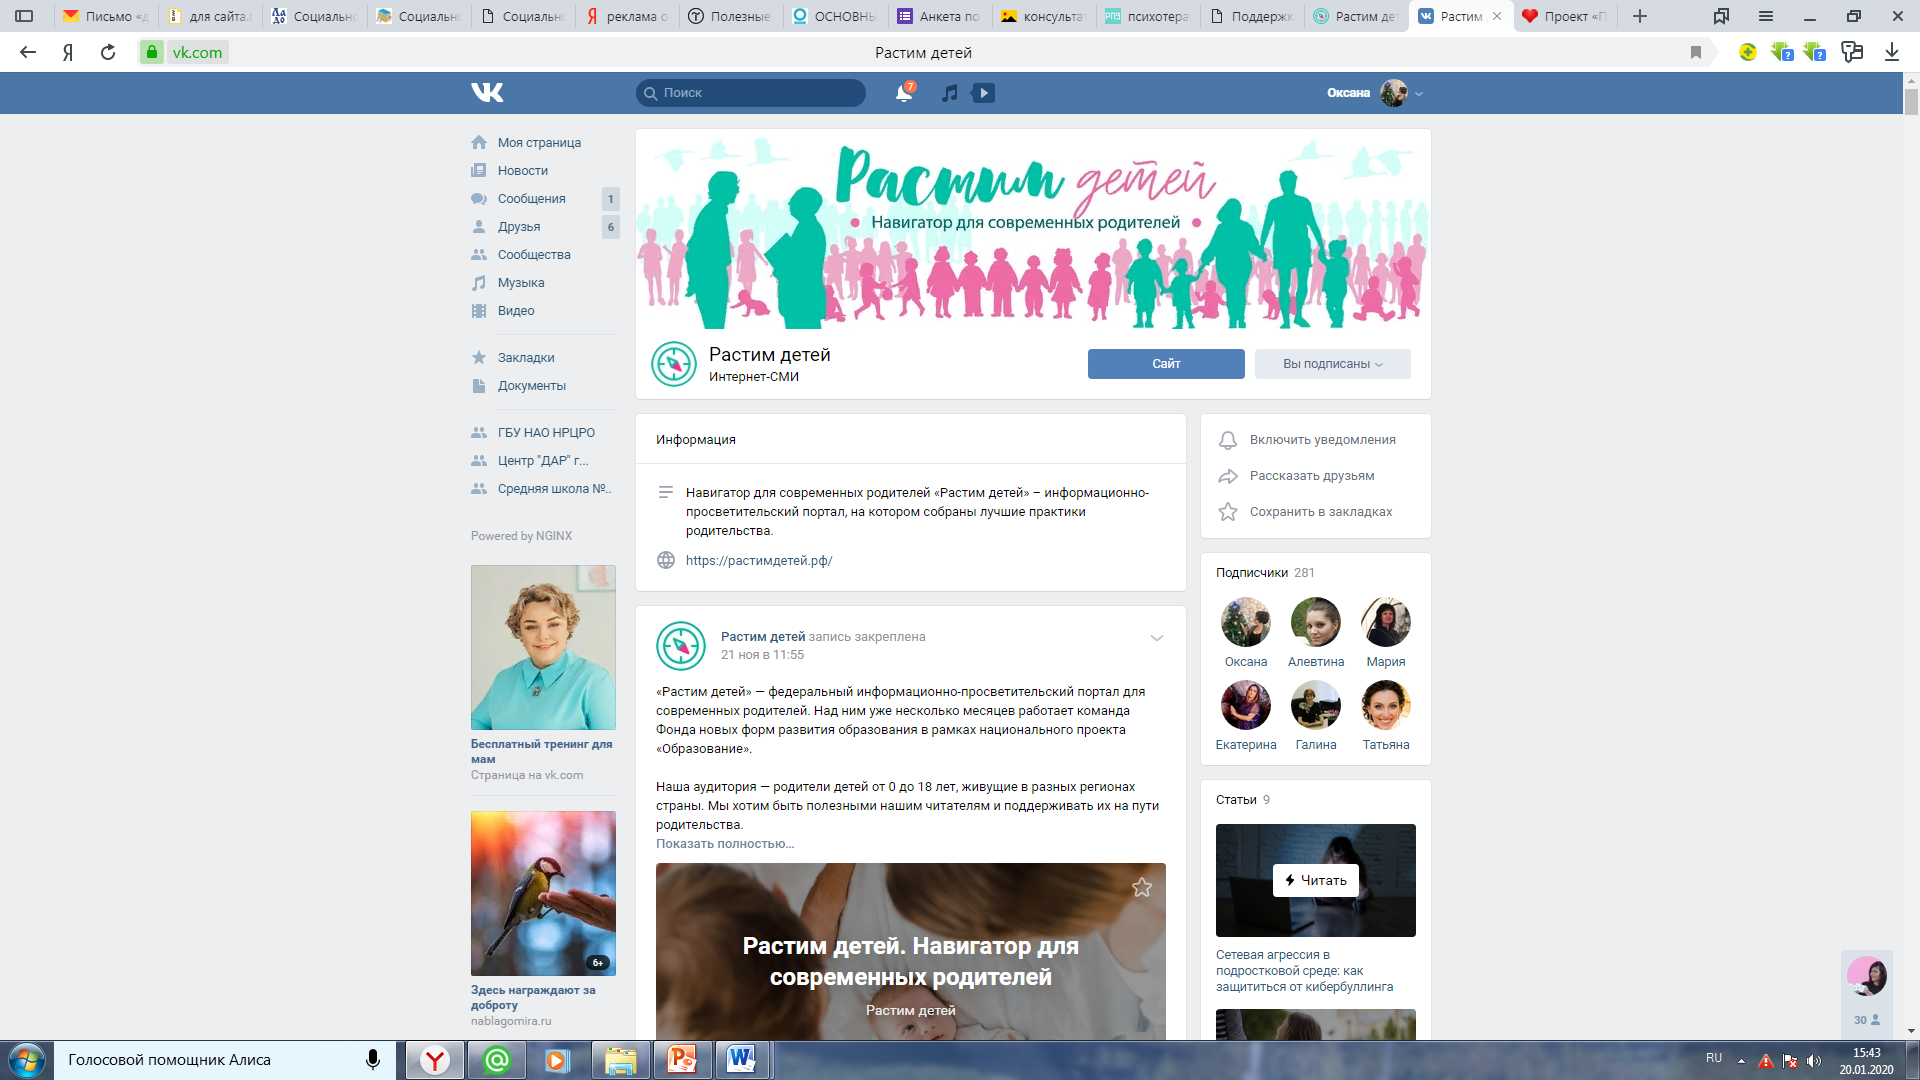 Письмо «д
для сайта.
Социальн
Социальн
Социальн
реклама о
Полезные
ОСНОВНЫ
Анкета по
консульта
психотера
Поддержк
Растим де
Растим
Проект «П
vk.com
Растим детей
Поиск
7
Оксана
Моя страница
Новости
Сообщения 1
Друзья 6
Сообщества
Музыка
Видео
Закладки
Документы
ГБУ НАО НРЦРО
Центр "ДАР" г...
Средняя школа №..
Powered by NGINX
Бесплатный тренинг для
мам
Страница на vk.com
6+
Здесь награждают за
доброту
nablagomira.ru
Растим детей
Навигатор для современных родителей
Растим детей
Интернет-СМИ
Сайт
Вы подписаны
Информация
Навигатор для современных родителей «Растим детей» – информационно-
просветительский портал, на котором собраны лучшие практики
родительства.
https://растимдетей.рф/
Растим детей запись закреплена
21 ноя в 11:55
«Растим детей» — федеральный информационно-просветительский портал для
современных родителей. Над ним уже несколько месяцев работает команда
Фонда новых форм развития образования в рамках национального проекта
«Образование».
Наша аудитория — родители детей от 0 до 18 лет, живущие в разных регионах
страны. Мы хотим быть полезными нашим читателям и поддерживать их на пути
родительства.
Показать полностью…
Растим детей. Навигатор для
современных родителей
Растим детей
Включить уведомления
Рассказать друзьям
Сохранить в закладках
Подписчики 281
Оксана Алевтина Мария
Екатерина Галина Татьяна
Статьи 9
Читать
Сетевая агрессия в
подростковой среде: как
защититься от кибербуллинга
30
Голосовой помощник Алиса
RU
15:43
20.01.2020